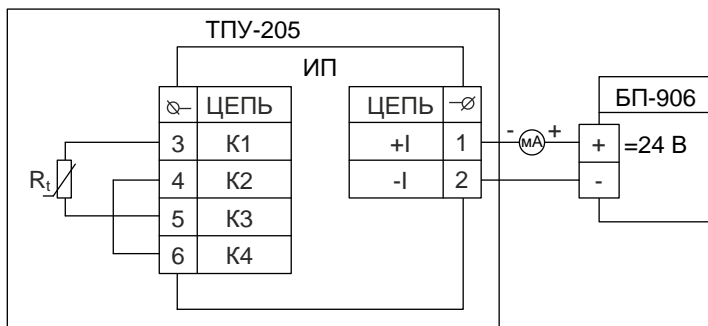 ТПУ-205
ИП
ЦЕПЬ
3 К1
4 К2
5 К3
6 К4
Rt
ЦЕПЬ
+I 1
-I 2
- мА +
БП-906
+ =24 В
-